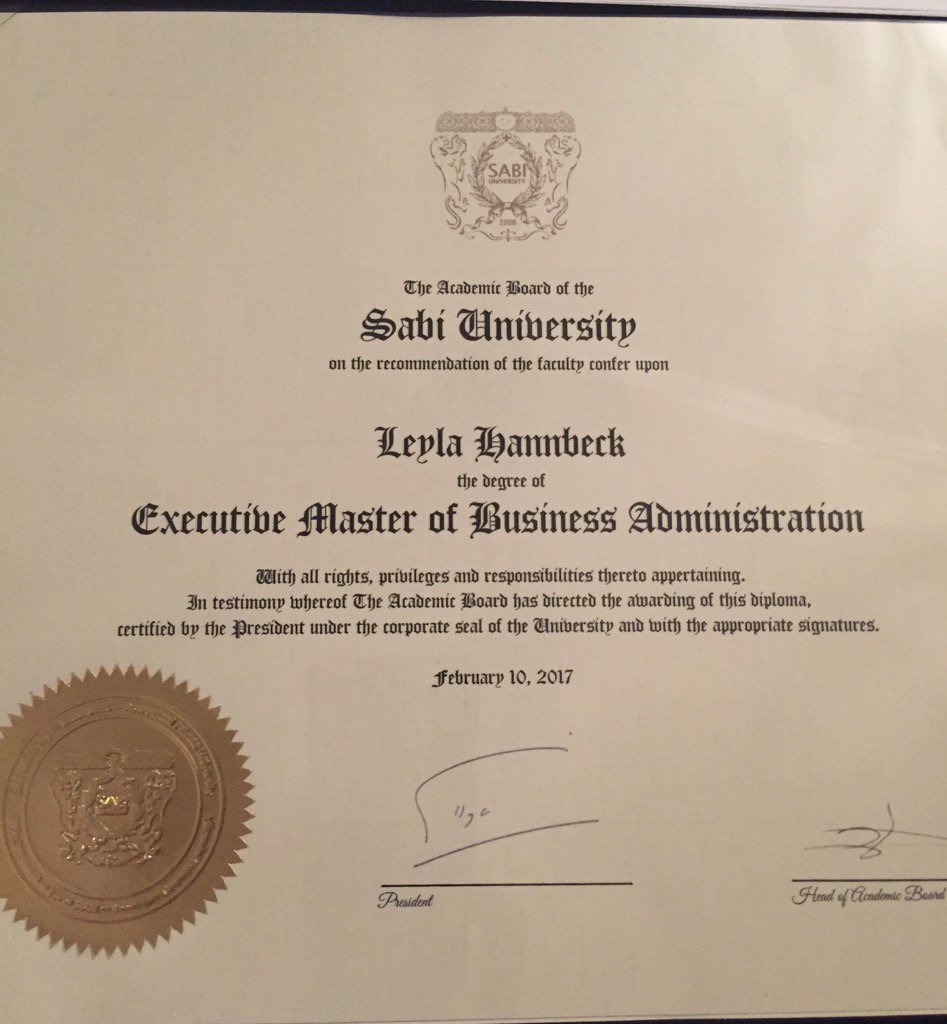 SABI
UNIVERSITY
The Academic Board of the
Sabi University
on the recommendation of the faculty confer upon
Leyla Hannbeck
the degree of
Executive Master of Business Administration
With all rights, privileges and responsibilities thereto appertaining.
In testimony whereof The Academic Board has directed the awarding of this diploma,
certified by the President under the corporate seal of the University and with the appropriate signatures.
February 10, 2017
President
Head of Academic Board